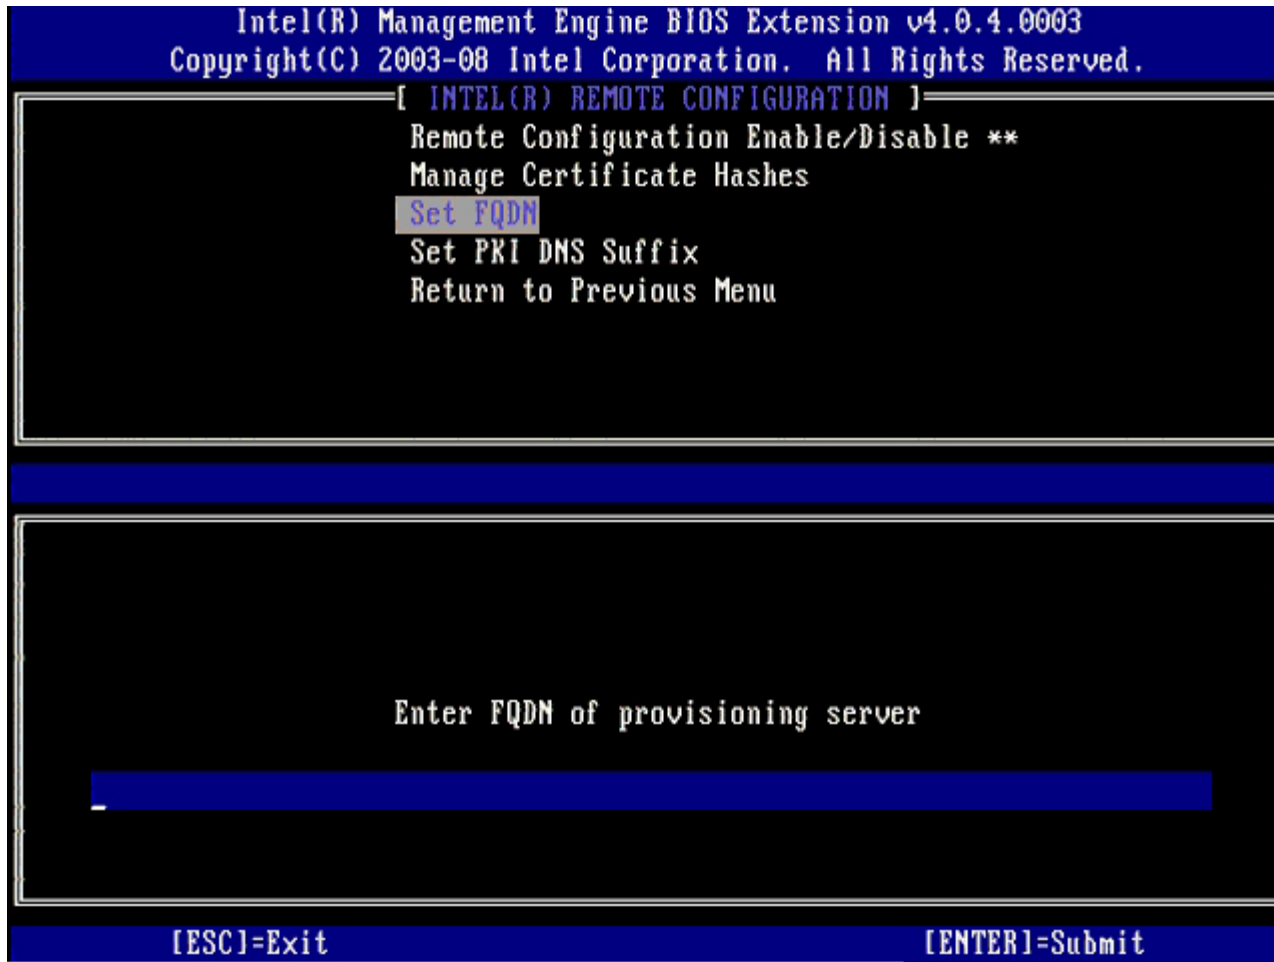 Intel(R) Management Engine BIOS Extension v4.0.4.0003
Copyright(C) 2003-08 Intel Corporation. All Rights Reserved.
[ INTEL(R) REMOTE CONFIGURATION ]
Remote Configuration Enable/Disable **
Manage Certificate Hashes
Set FQDN
Set PKI DNS Suffix
Return to Previous Menu
Enter FQDN of provisioning server
[ESC]=Exit [ENTER]=Submit